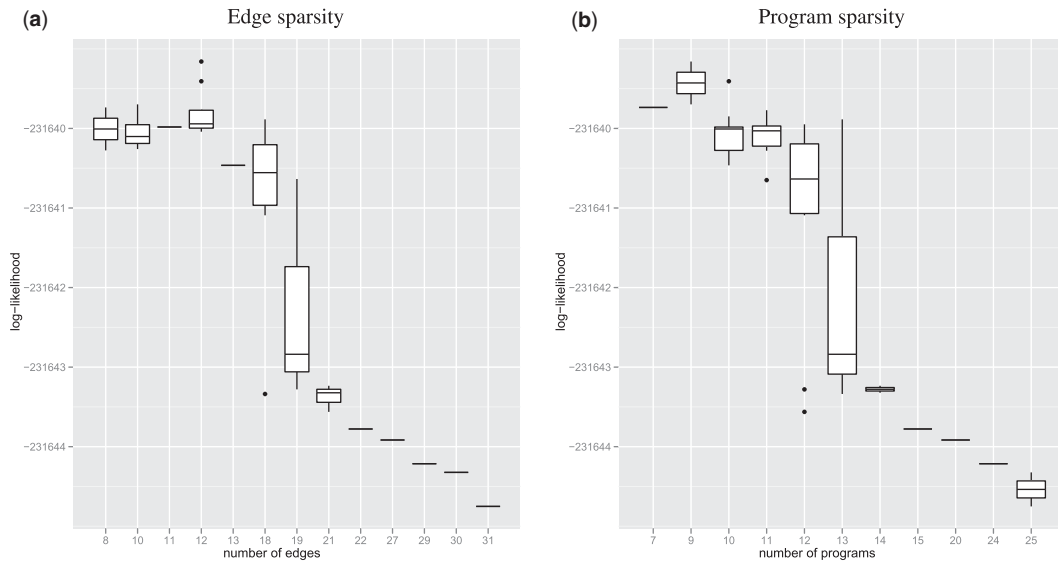 (a)
Edge sparsity
−231640
−231641
−231642
−231643
−231644
log−likelihood
8 10 11 12 13 18 19 21 22 27 29 30 31
number of edges
(b)
Program sparsity
−231640
−231641
−231642
−231643
−231644
log−likelihood
7 9 10 11 12 13 14 15 20 24 25
number of programs